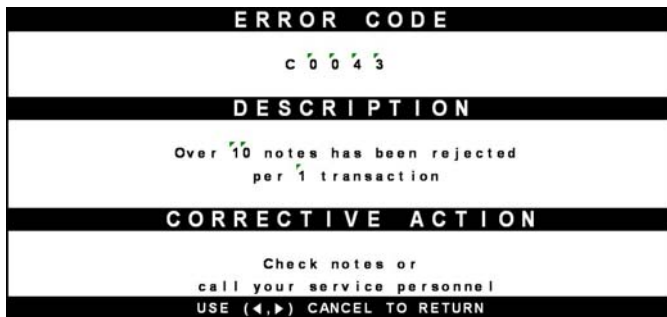 ERROR CODE
C0043
DESCRIPTION
Over 10 notes has been rejected
per 1 transaction
CORRECTIVE ACTION
Check notes or
call your service personnel
USE (◀,▶) CANCEL TO RETURN